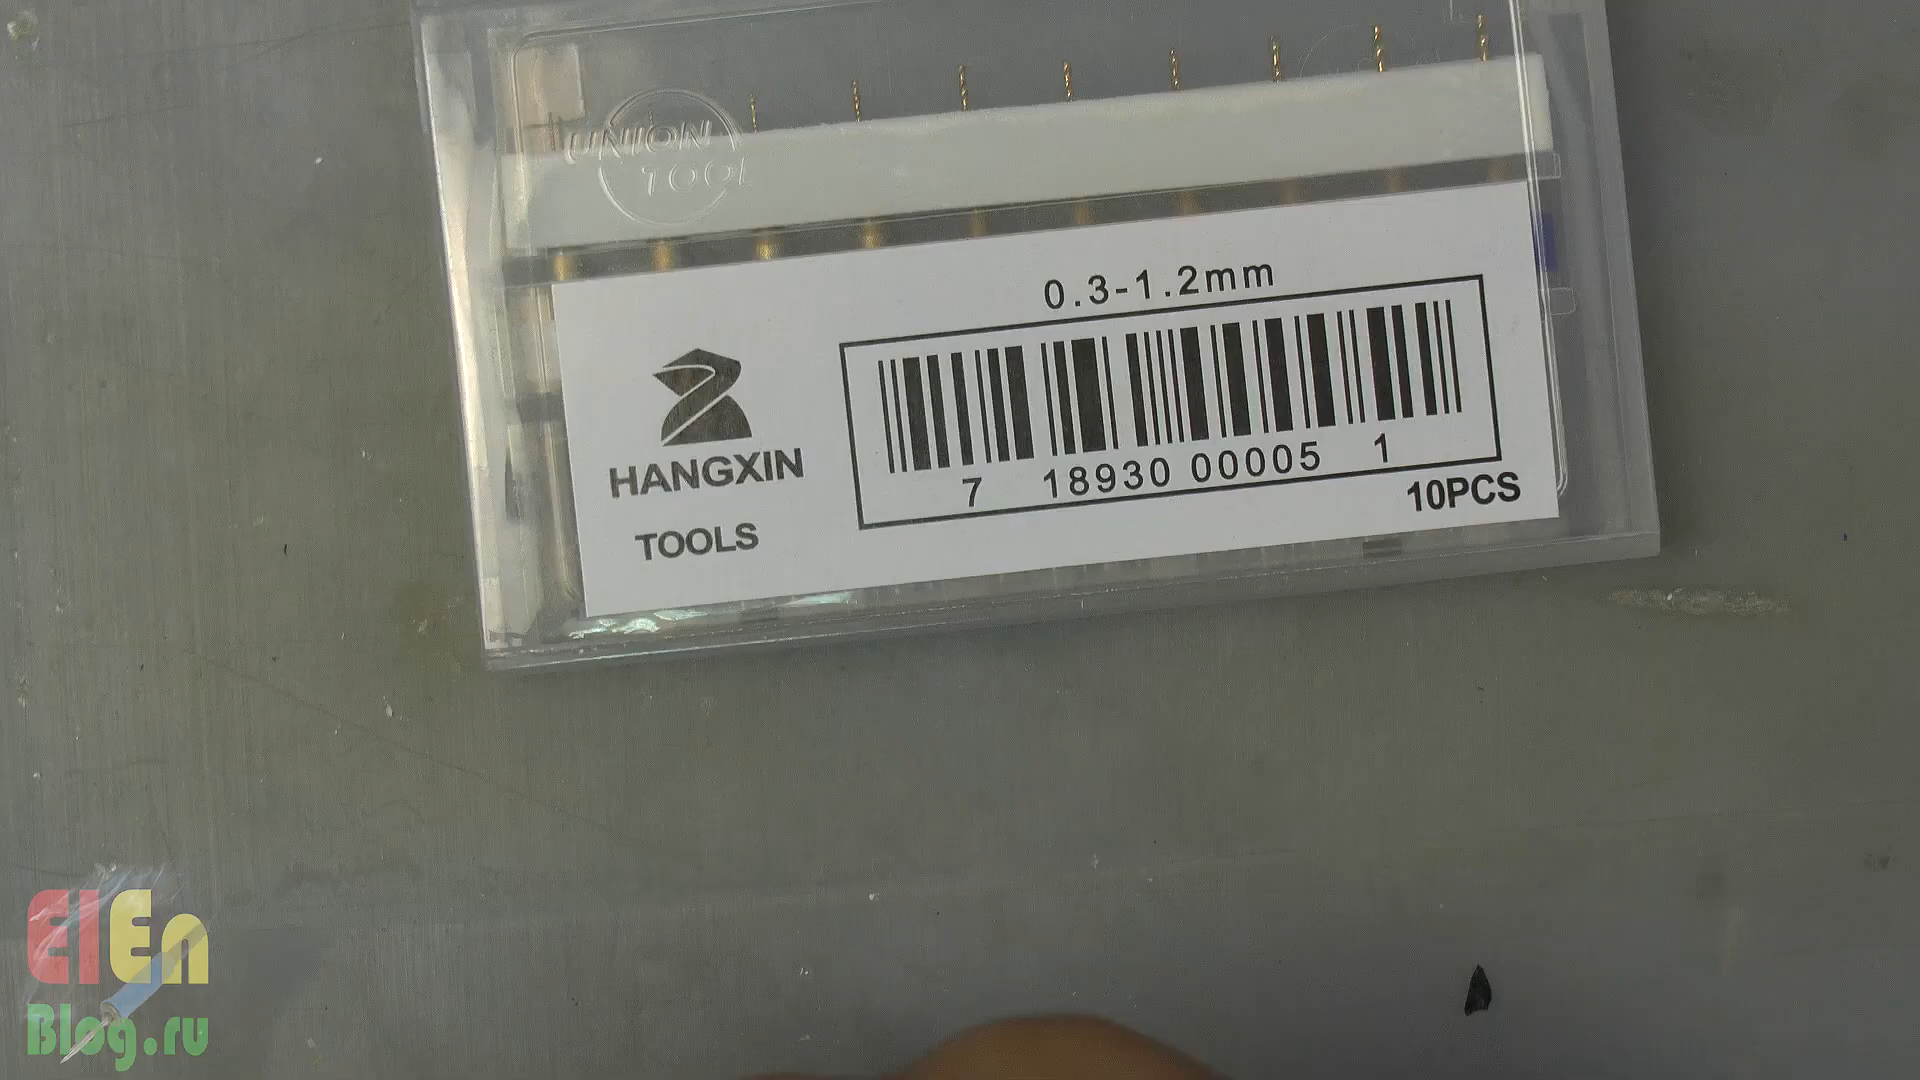 UNION
TOOL
0.3-1.2mm
HANGXIN
TOOLS
7 18930 00005 1
10PCS
ElEn
Blog.ru